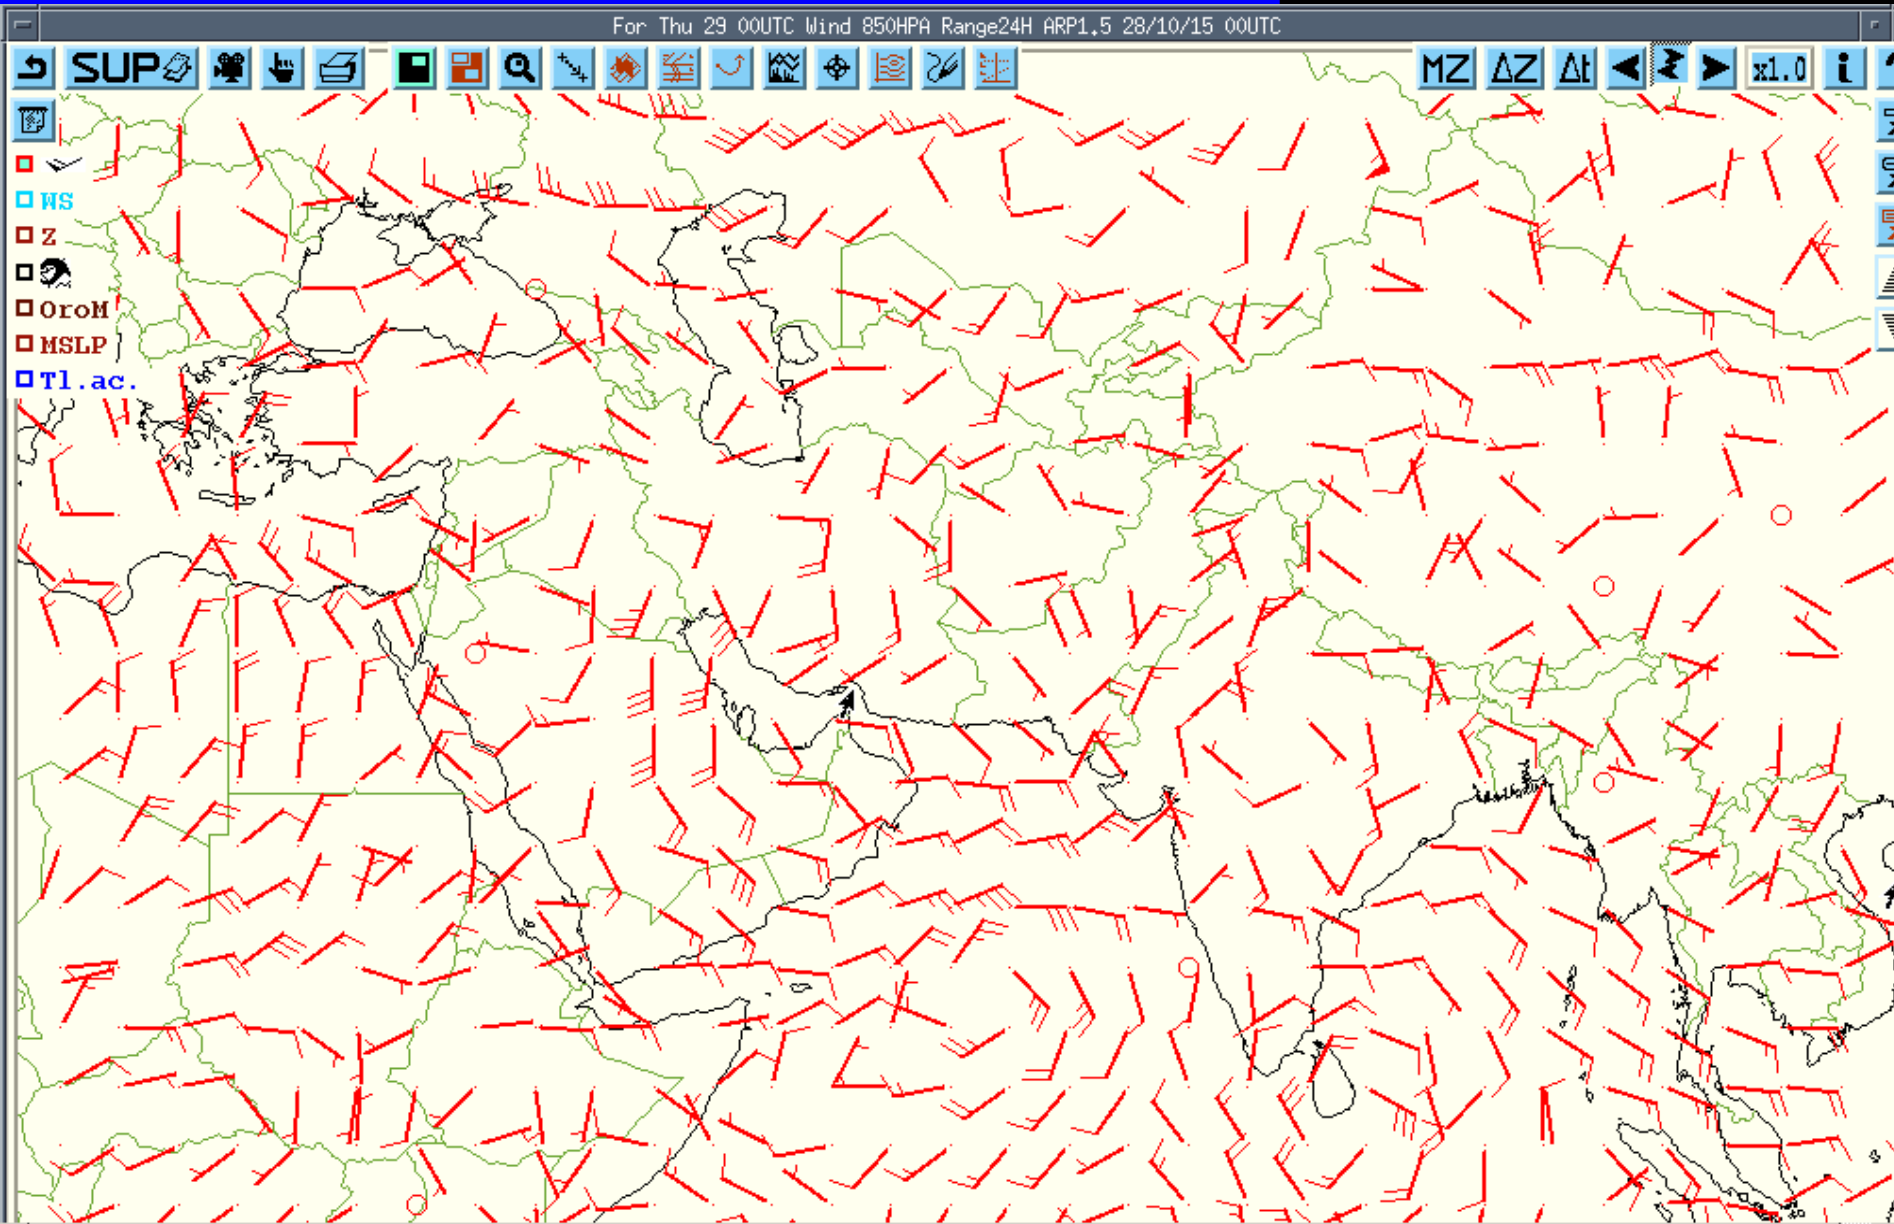 For Thu 29 00UTC Wind 850HPA Range24H ARP1.5 28/10/15 00UTC
SUP
MZ ΔZ Δt x1.0 i
WS
Z
OroM
MSLP
Tl.ac.